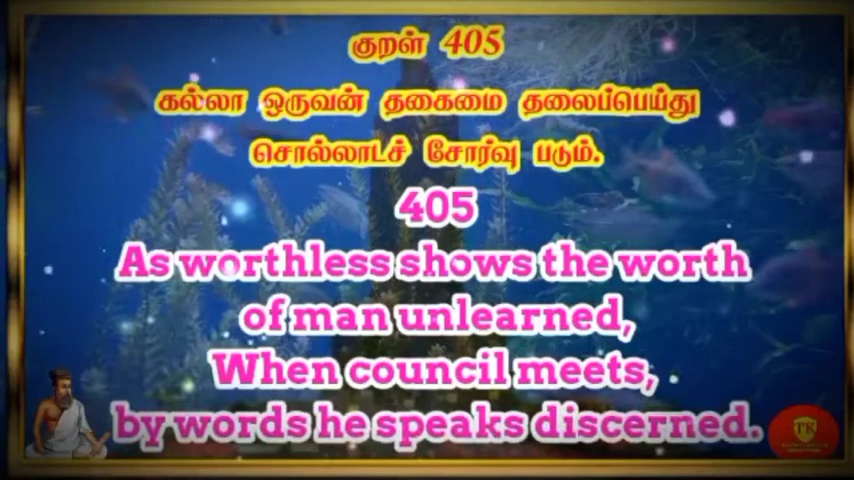 குறள் 405
கல்லா ஒருவன் தகைமை தலைப்பெய்து
சொல்லாடச் சோர்வு படும்.
405
As worthless shows the worth
of man unlearned,
When council meets,
by words he speaks discerned.
TK